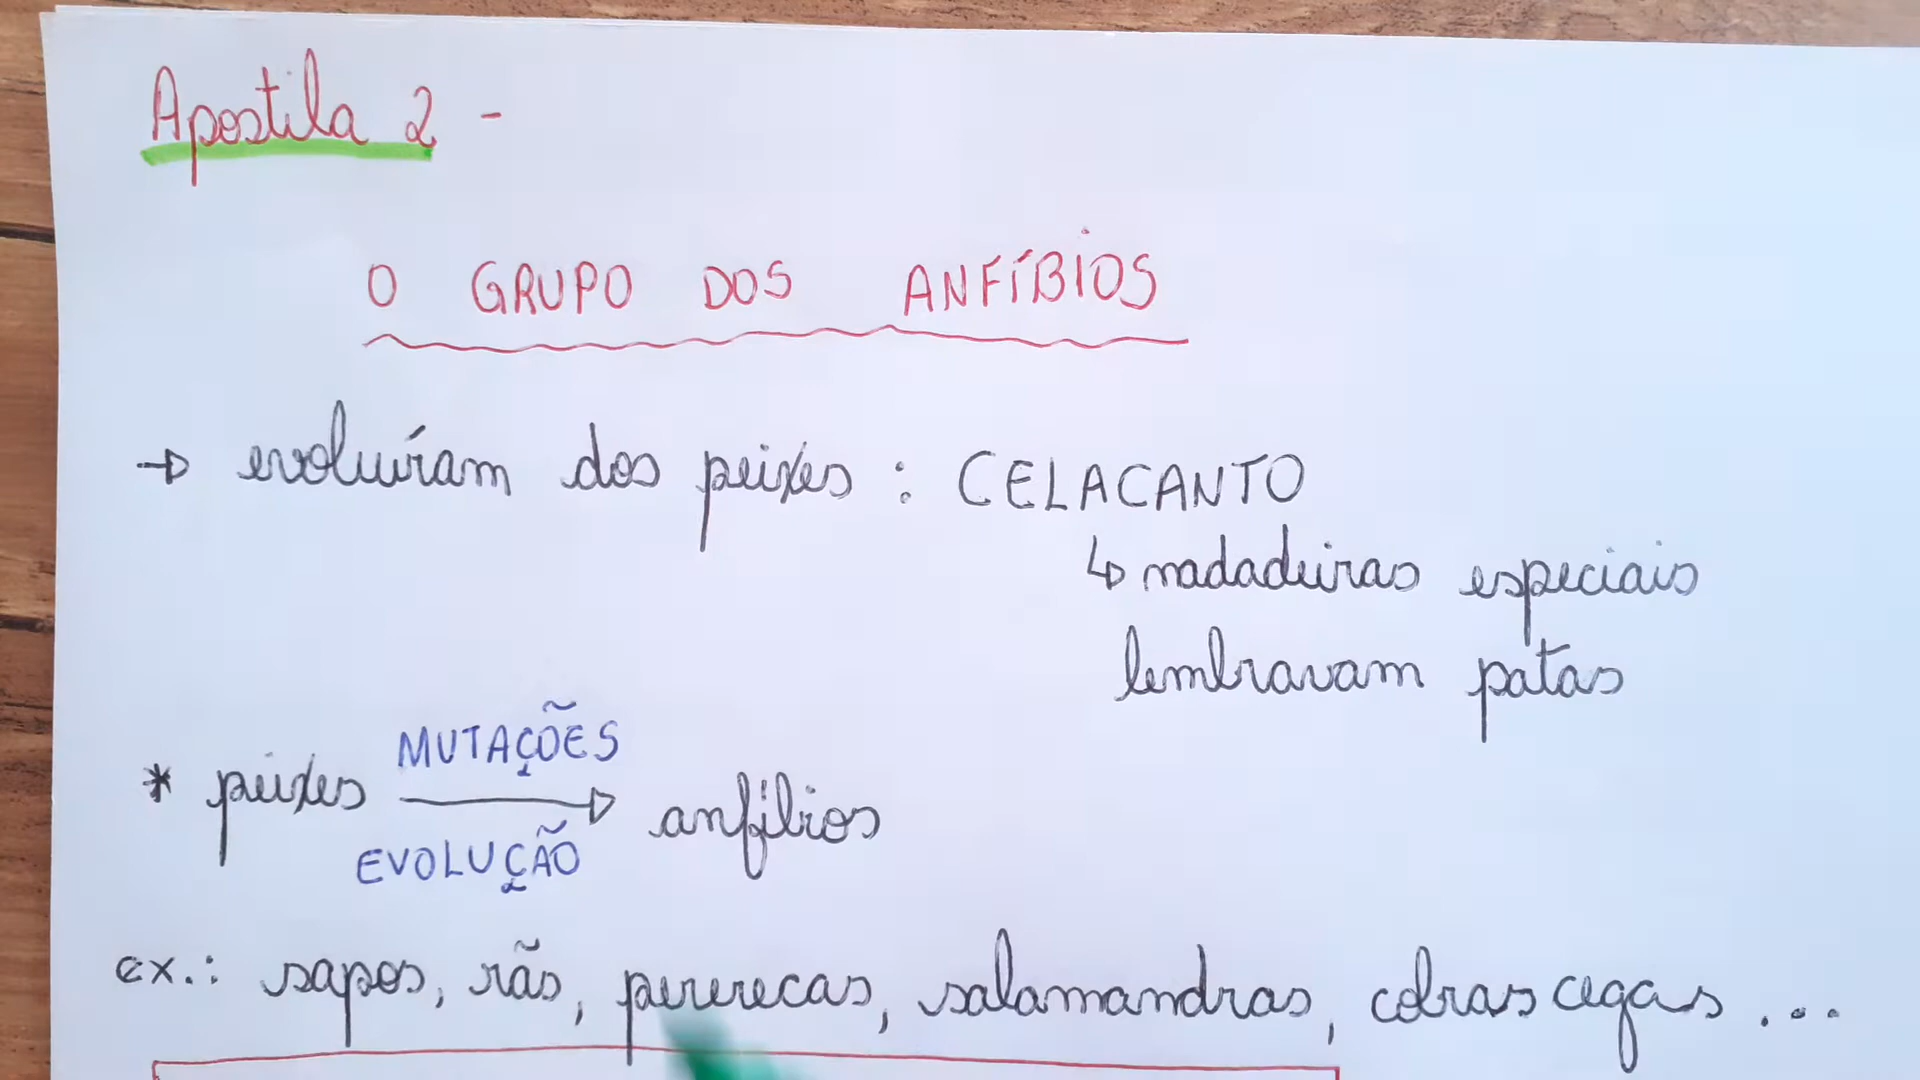 Apostila 2 -
O GRUPO DOS ANFÍBIOS
→ evoluíram dos peixes : CELACANTO
↳ nadadeiras especiais
lembravam patas
MUTAÇÕES
* peixes → anfíbios
EVOLUÇÃO
ex.: sapos, rãs, pererecas, salamandras, cobras cegas ...